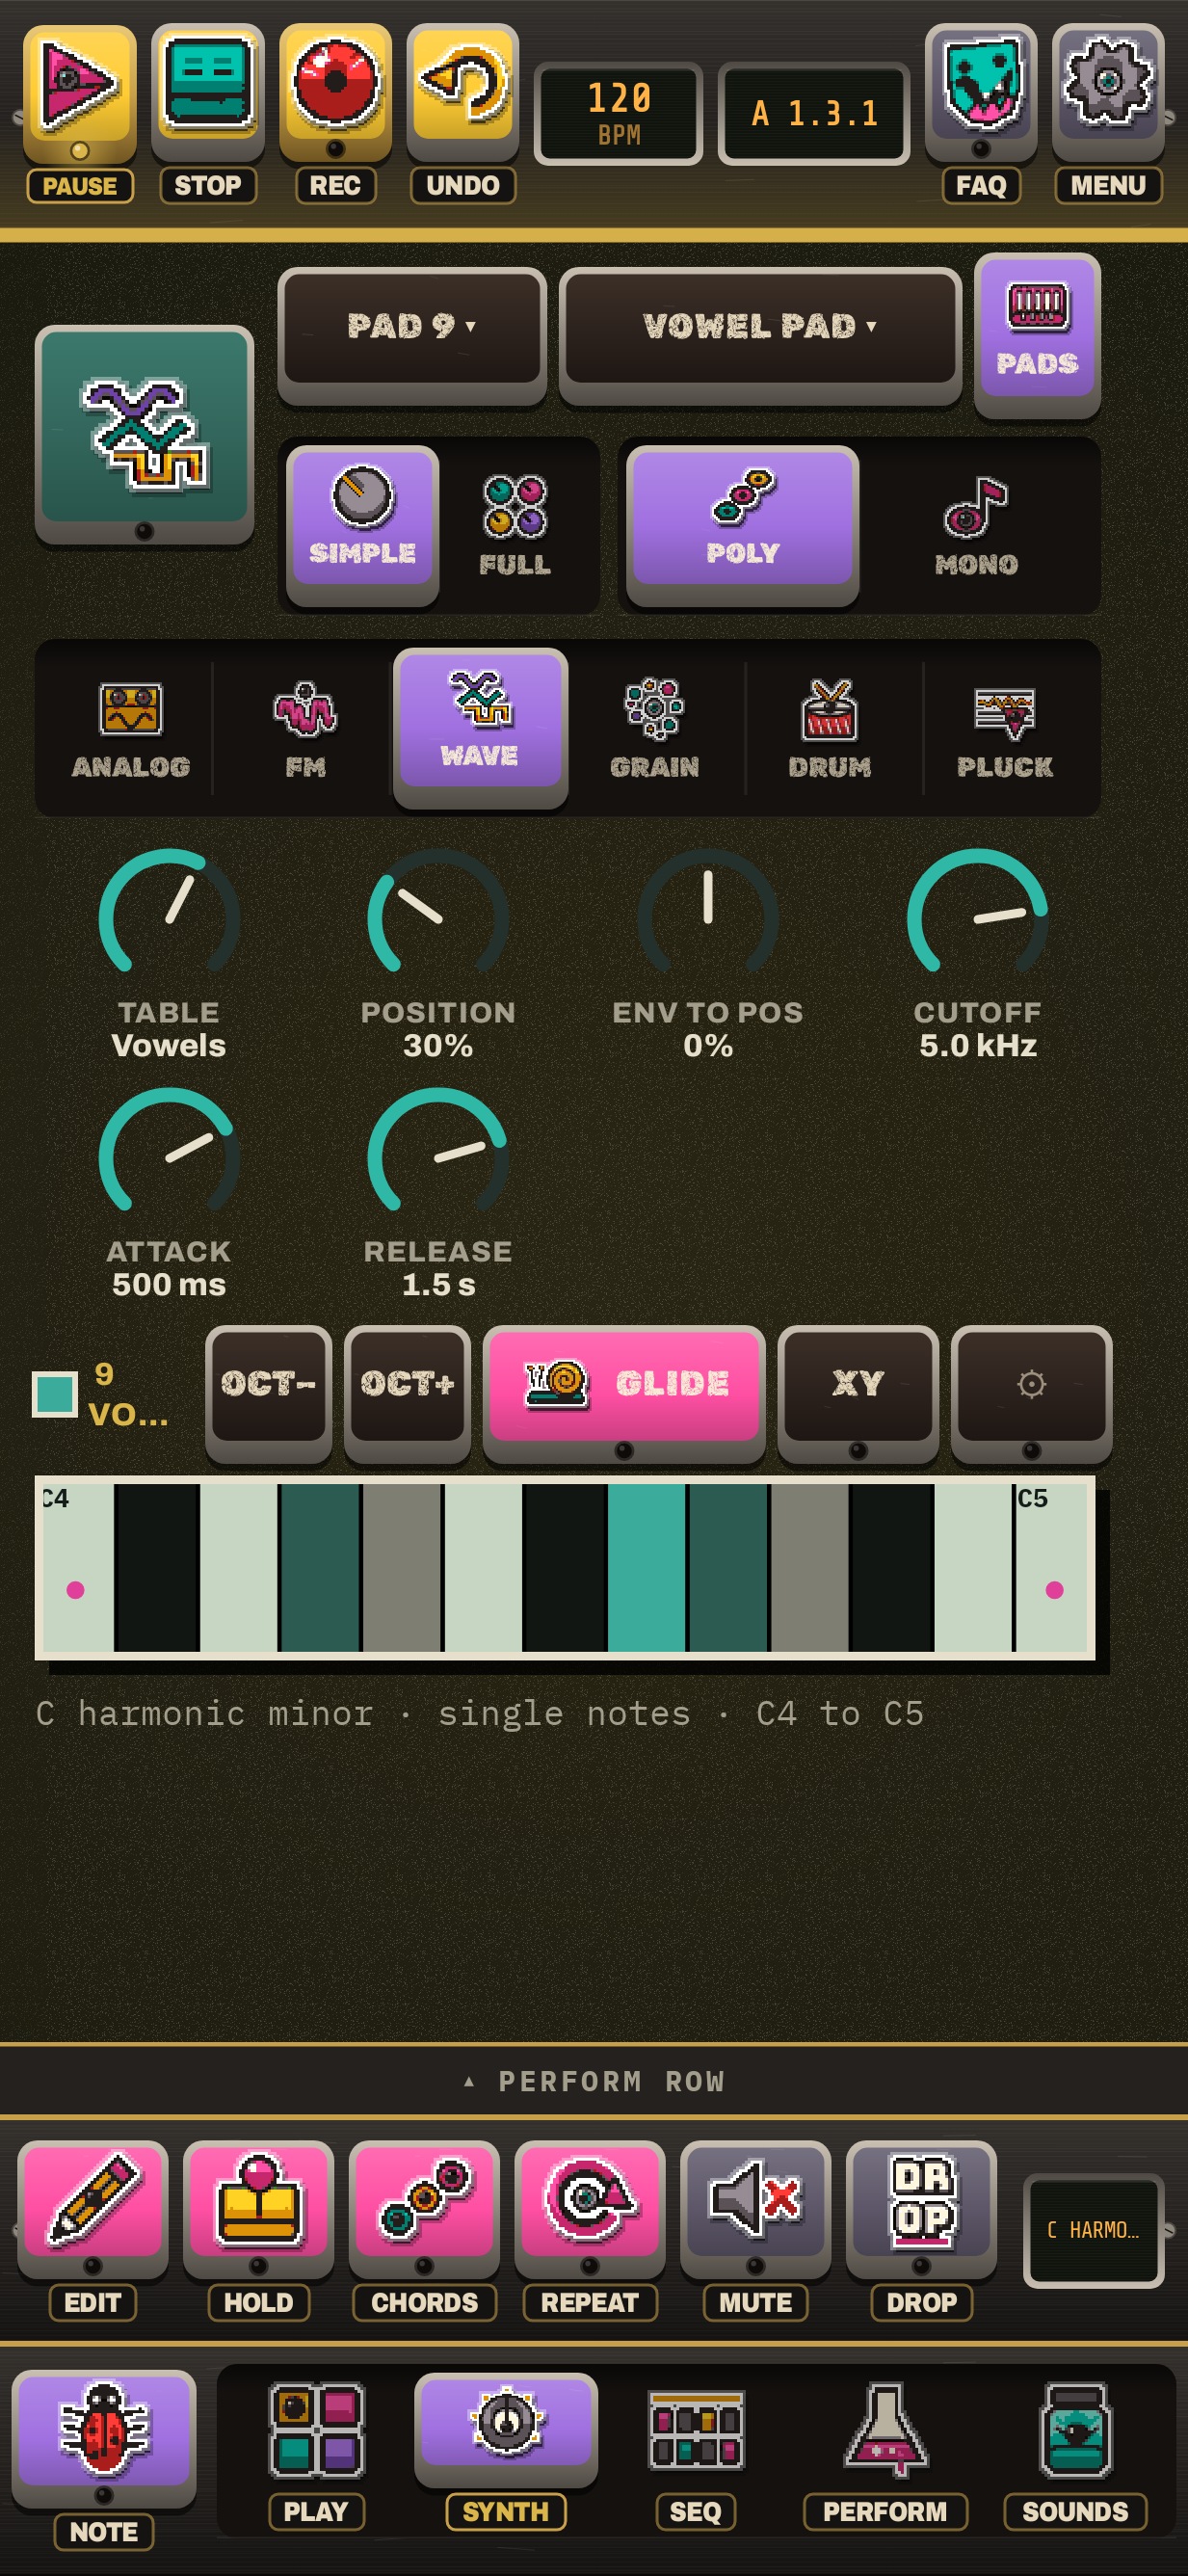 PAUSE
STOP
REC
UNDO
120
BPM
A 1.3.1
FAQ
MENU
PAD 9 ▾
VOWEL PAD ▾
PADS
SIMPLE
FULL
POLY
MONO
ANALOG
FM
WAVE
GRAIN
DRUM
PLUCK
TABLE
Vowels
POSITION
30%
ENV TO POS
0%
CUTOFF
5.0 kHz
ATTACK
500 ms
RELEASE
1.5 s
9
VO...
OCT-
OCT+
GLIDE
XY
C4
C5
C harmonic minor · single notes · C4 to C5
▴ PERFORM ROW
DR
OP
C HARMO...
EDIT
HOLD
CHORDS
REPEAT
MUTE
DROP
NOTE
PLAY
SYNTH
SEQ
PERFORM
SOUNDS